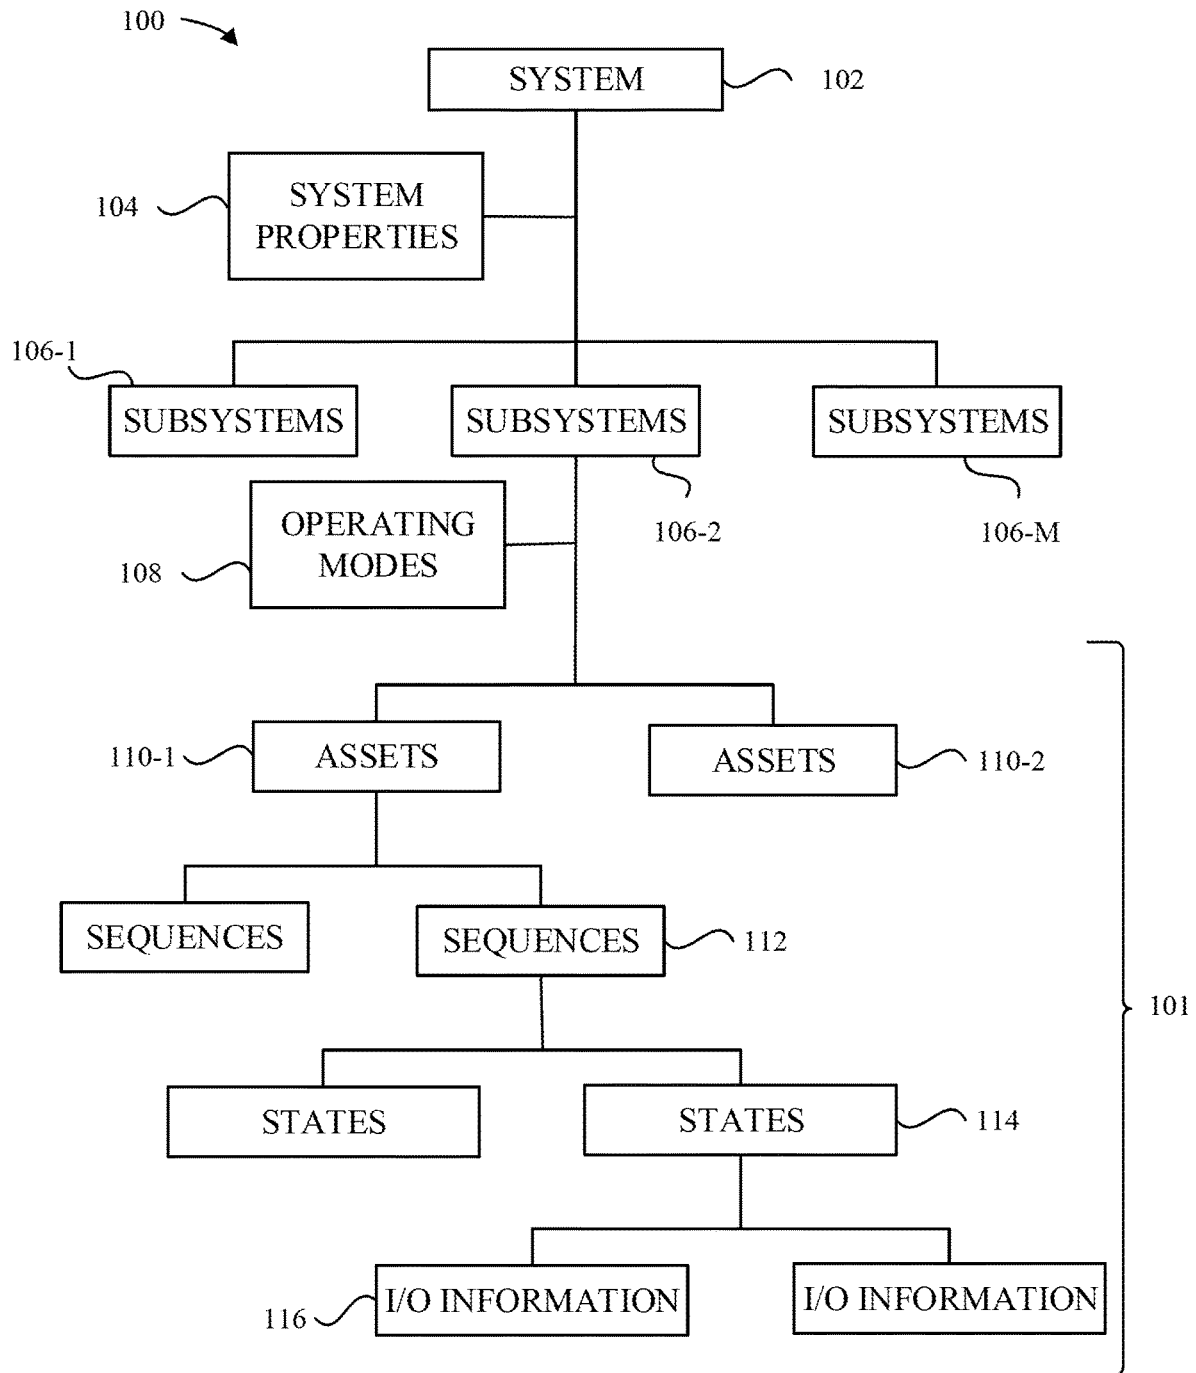 100
SYSTEM
102
SYSTEM
PROPERTIES
104
106-1
SUBSYSTEMS
SUBSYSTEMS
SUBSYSTEMS
106-2
106-M
OPERATING
MODES
108
110-1
ASSETS
ASSETS
110-2
SEQUENCES
SEQUENCES
112
101
STATES
STATES
114
116
I/O INFORMATION
I/O INFORMATION